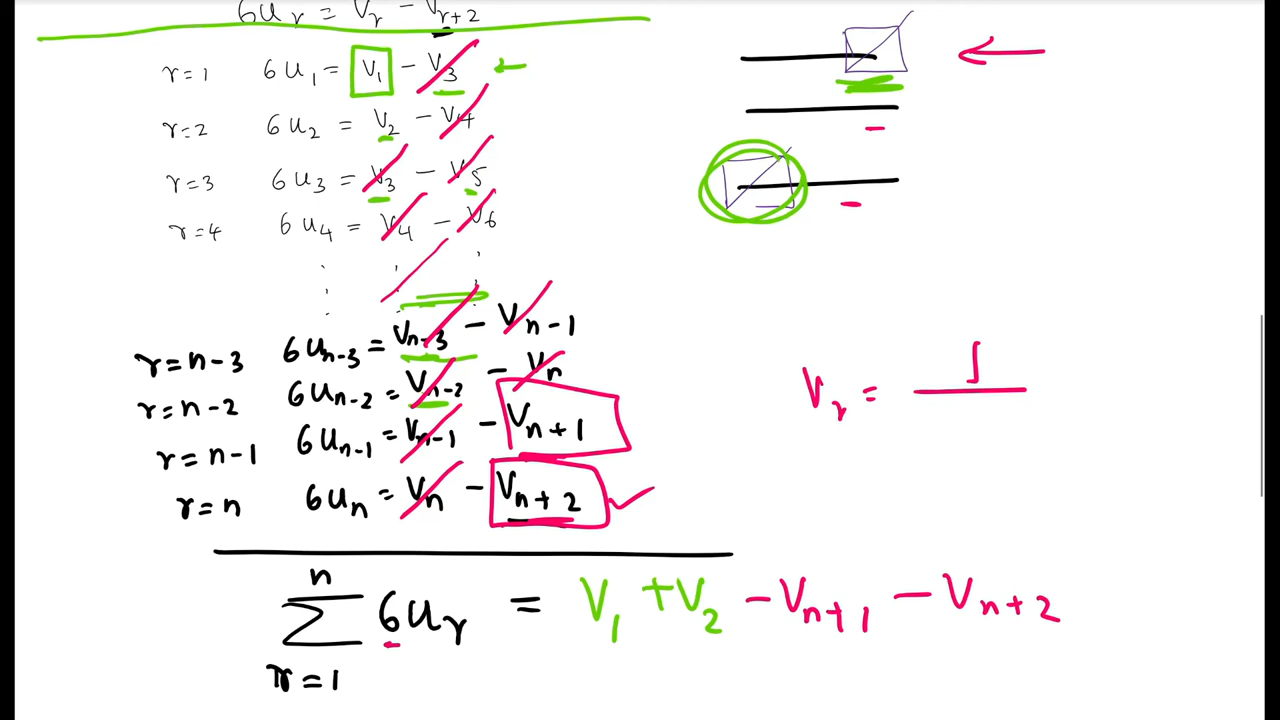 6u_r = V_r - V_{r+2}
r=1 6u_1 = V_1 - V_3
r=2 6u_2 = V_2 - V_4
r=3 6u_3 = V_3 - V_5
r=4 6u_4 = V_4 - V_6
⋮ ⋮ ⋮
r=n-3 6u_{n-3} = V_{n-3} - V_{n-1}
r=n-2 6u_{n-2} = V_{n-2} - V_n
r=n-1 6u_{n-1} = V_{n-1} - V_{n+1}
r=n 6u_n = V_n - V_{n+2}
V_r =
\sum_{r=1}^{n} 6u_r = V_1 + V_2 - V_{n+1} - V_{n+2}